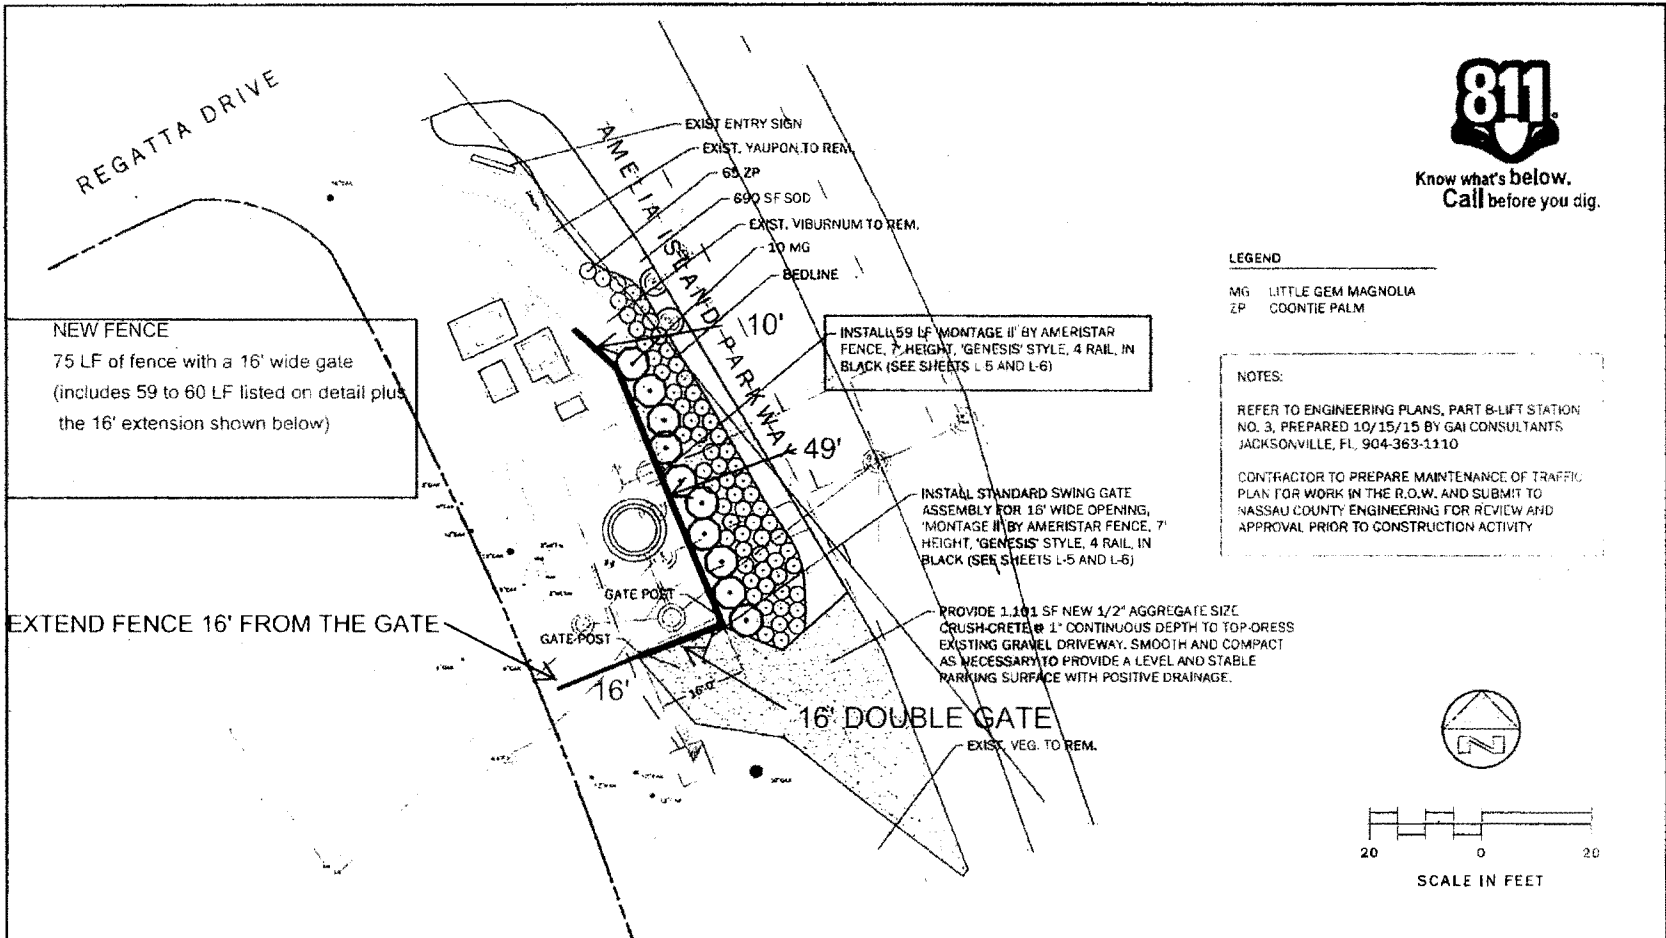 REGATTA DRIVE
AMELIA ISLAND PARKWAY
EXIST ENTRY SIGN
EXIST. YAUPON TO REM.
65 ZP
690 SF SOD
EXIST. VIBURNUM TO REM.
10 MG
BEDLINE
10'
INSTALL 59 LF 'MONTAGE II' BY AMERISTAR
FENCE, 7' HEIGHT, 'GENESIS' STYLE, 4 RAIL, IN
BLACK (SEE SHEETS L-5 AND L-6)
49'
INSTALL STANDARD SWING GATE
ASSEMBLY FOR 16' WIDE OPENING,
'MONTAGE II' BY AMERISTAR FENCE, 7'
HEIGHT, 'GENESIS' STYLE, 4 RAIL, IN
BLACK (SEE SHEETS L-5 AND L-6)
PROVIDE 1,101 SF NEW 1/2" AGGREGATE SIZE
CRUSH-CRETE @ 1" CONTINUOUS DEPTH TO TOP-DRESS
EXISTING GRAVEL DRIVEWAY. SMOOTH AND COMPACT
AS NECESSARY TO PROVIDE A LEVEL AND STABLE
PARKING SURFACE WITH POSITIVE DRAINAGE.
NEW FENCE
75 LF of fence with a 16' wide gate
(includes 59 to 60 LF listed on detail plus
the 16' extension shown below)
GATE POST
GATE POST
EXTEND FENCE 16' FROM THE GATE
16'
16'-0"
16' DOUBLE GATE
EXIST. VEG. TO REM.
811
Know what's below.
Call before you dig.
LEGEND
MG LITTLE GEM MAGNOLIA
ZP COONTIE PALM
NOTES:
REFER TO ENGINEERING PLANS, PART B-LIFT STATION
NO. 3, PREPARED 10/15/15 BY GAI CONSULTANTS
JACKSONVILLE, FL, 904-363-1110
CONTRACTOR TO PREPARE MAINTENANCE OF TRAFFIC
PLAN FOR WORK IN THE R.O.W. AND SUBMIT TO
NASSAU COUNTY ENGINEERING FOR REVIEW AND
APPROVAL PRIOR TO CONSTRUCTION ACTIVITY
N
20 0 20
SCALE IN FEET